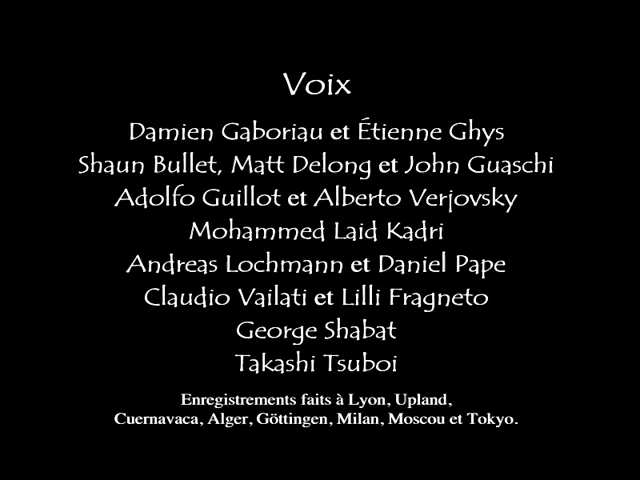 Voix
Damien Gaboriau et Étienne Ghys
Shaun Bullet, Matt Delong et John Guaschi
Adolfo Guillot et Alberto Verjovsky
Mohammed Laid Kadri
Andreas Lochmann et Daniel Pape
Claudio Vailati et Lilli Fragneto
George Shabat
Takashi Tsuboi
Enregistrements faits à Lyon, Upland,
Cuernavaca, Alger, Göttingen, Milan, Moscou et Tokyo.